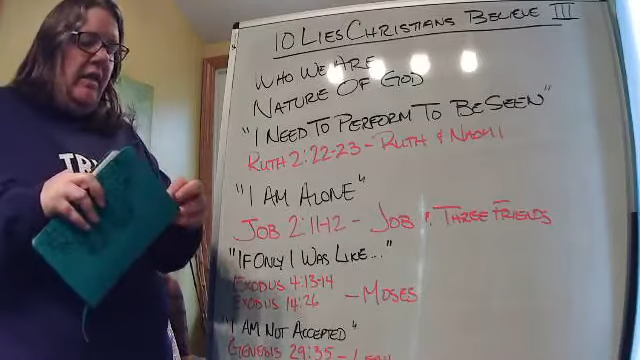 10 Lies Christians Believe III
Who We Are
Nature Of God
"I Need To Perform To Be Seen"
Ruth 2:22-23 - Ruth & Naomi
"I Am Alone"
Job 2:11-12 - Job & Three Friends
"If Only I Was Like..."
Exodus 4:13-14
Exodus 14:26
- Moses
"I Am Not Accepted"
Genesis 29:35 - Leah